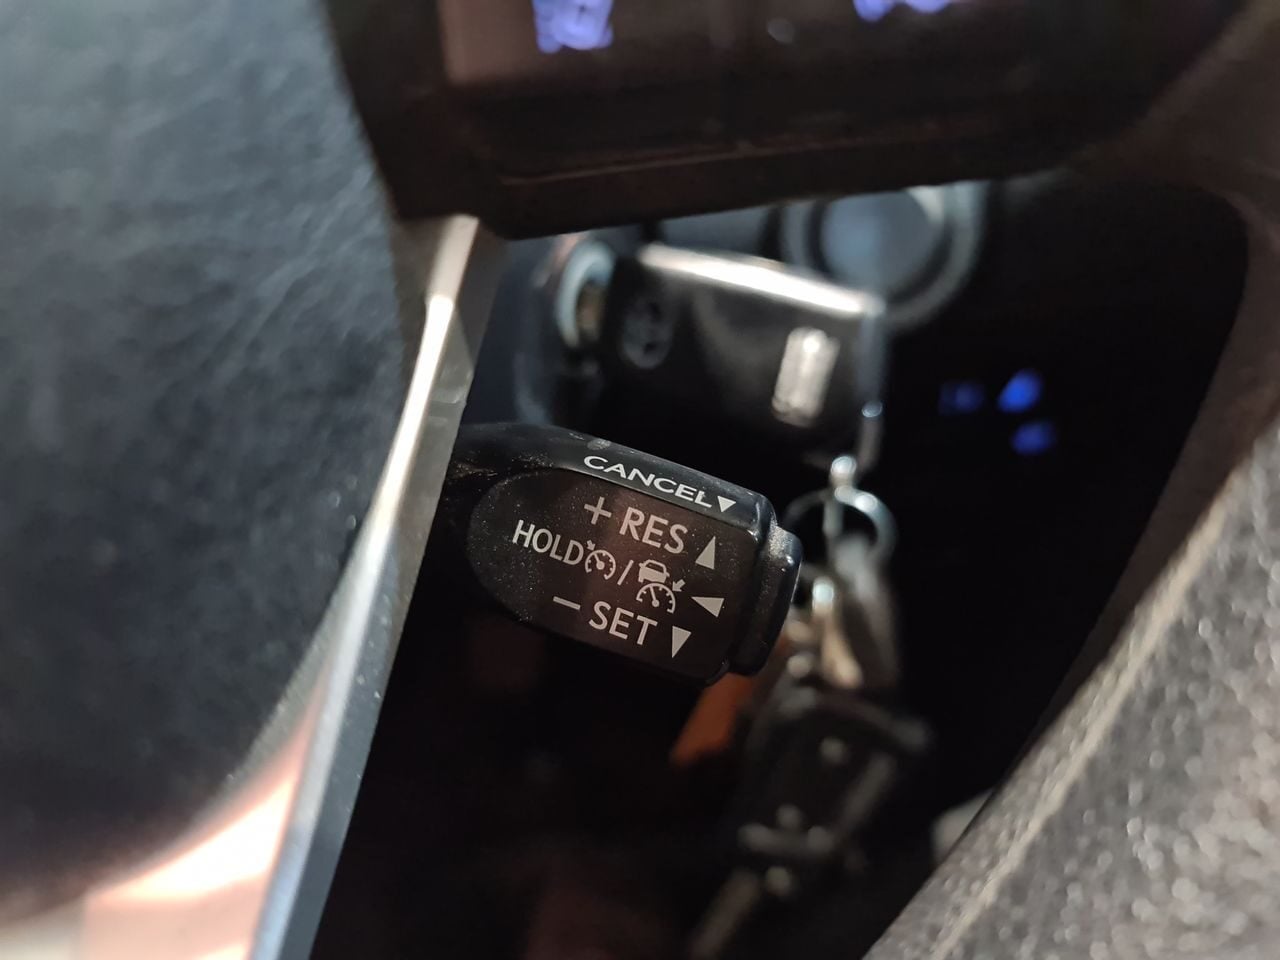 CANCEL▼
+ RES ▲
HOLD / ◀
− SET ▼